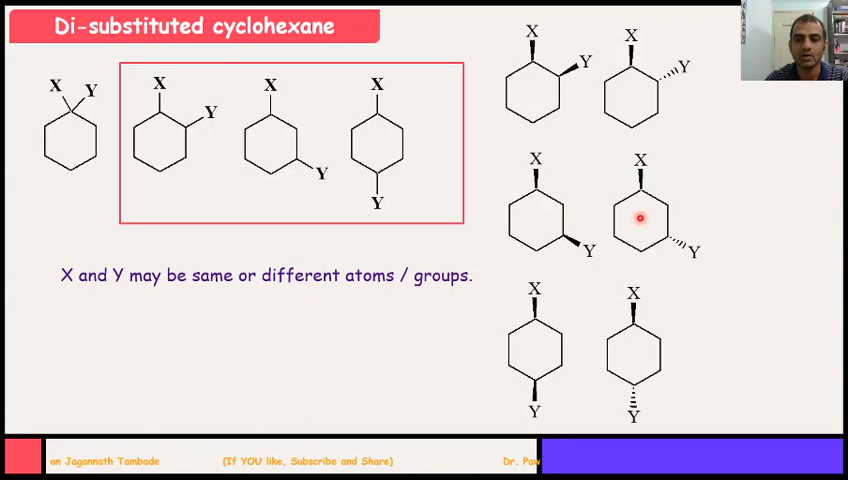 Di-substituted cyclohexane
X Y
X
Y
X
Y
X
Y
X and Y may be same or different atoms / groups.
X
Y
X
Y
X
Y
X
Y
X
Y
X
Y
an Jagannath Tambade (If YOU like, Subscribe and Share) Dr. Paw